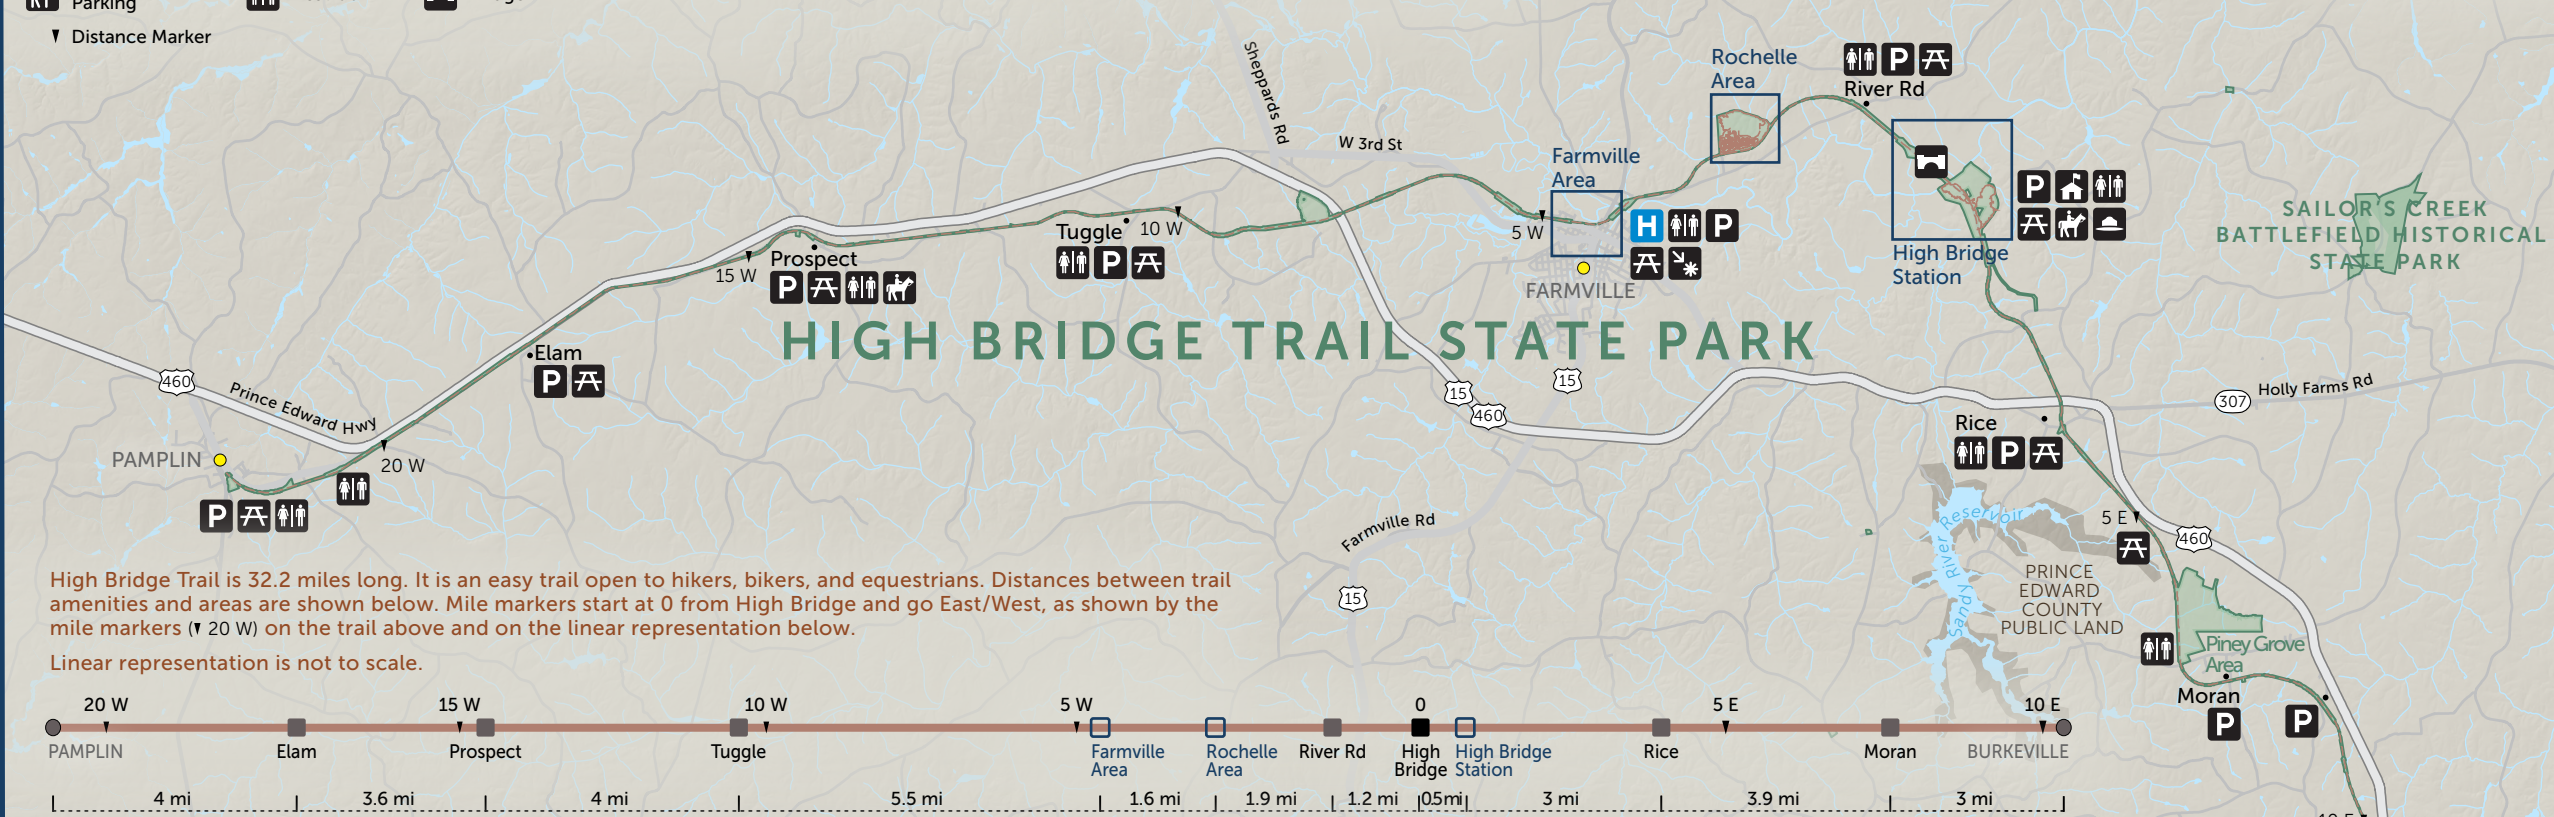 Parking
Distance Marker
Sheppards Rd
W 3rd St
Rochelle
Area
P
River Rd
Farmville
Area
5 W
H P
FARMVILLE
P
High Bridge
Station
SAILOR'S CREEK
BATTLEFIELD HISTORICAL
STATE PARK
Tuggle 10 W
P
15 W
Prospect
P
HIGH BRIDGE TRAIL STATE PARK
Elam
P
460
Prince Edward Hwy
PAMPLIN
20 W
P
15
460
15
307
Holly Farms Rd
Rice
P
Farmville Rd
15
Sandy River Reservoir
5 E
460
PRINCE
EDWARD
COUNTY
PUBLIC LAND
Piney Grove
Area
Moran
P
P
High Bridge Trail is 32.2 miles long. It is an easy trail open to hikers, bikers, and equestrians. Distances between trail
amenities and areas are shown below. Mile markers start at 0 from High Bridge and go East/West, as shown by the
mile markers (▼ 20 W) on the trail above and on the linear representation below.
Linear representation is not to scale.
20 W 15 W 10 W 5 W 0 5 E 10 E
PAMPLIN Elam Prospect Tuggle Farmville Rochelle River Rd High High Bridge Rice Moran BURKEVILLE
Area Area Bridge Station
4 mi 3.6 mi 4 mi 5.5 mi 1.6 mi 1.9 mi 1.2 mi 0.5mi 3 mi 3.9 mi 3 mi